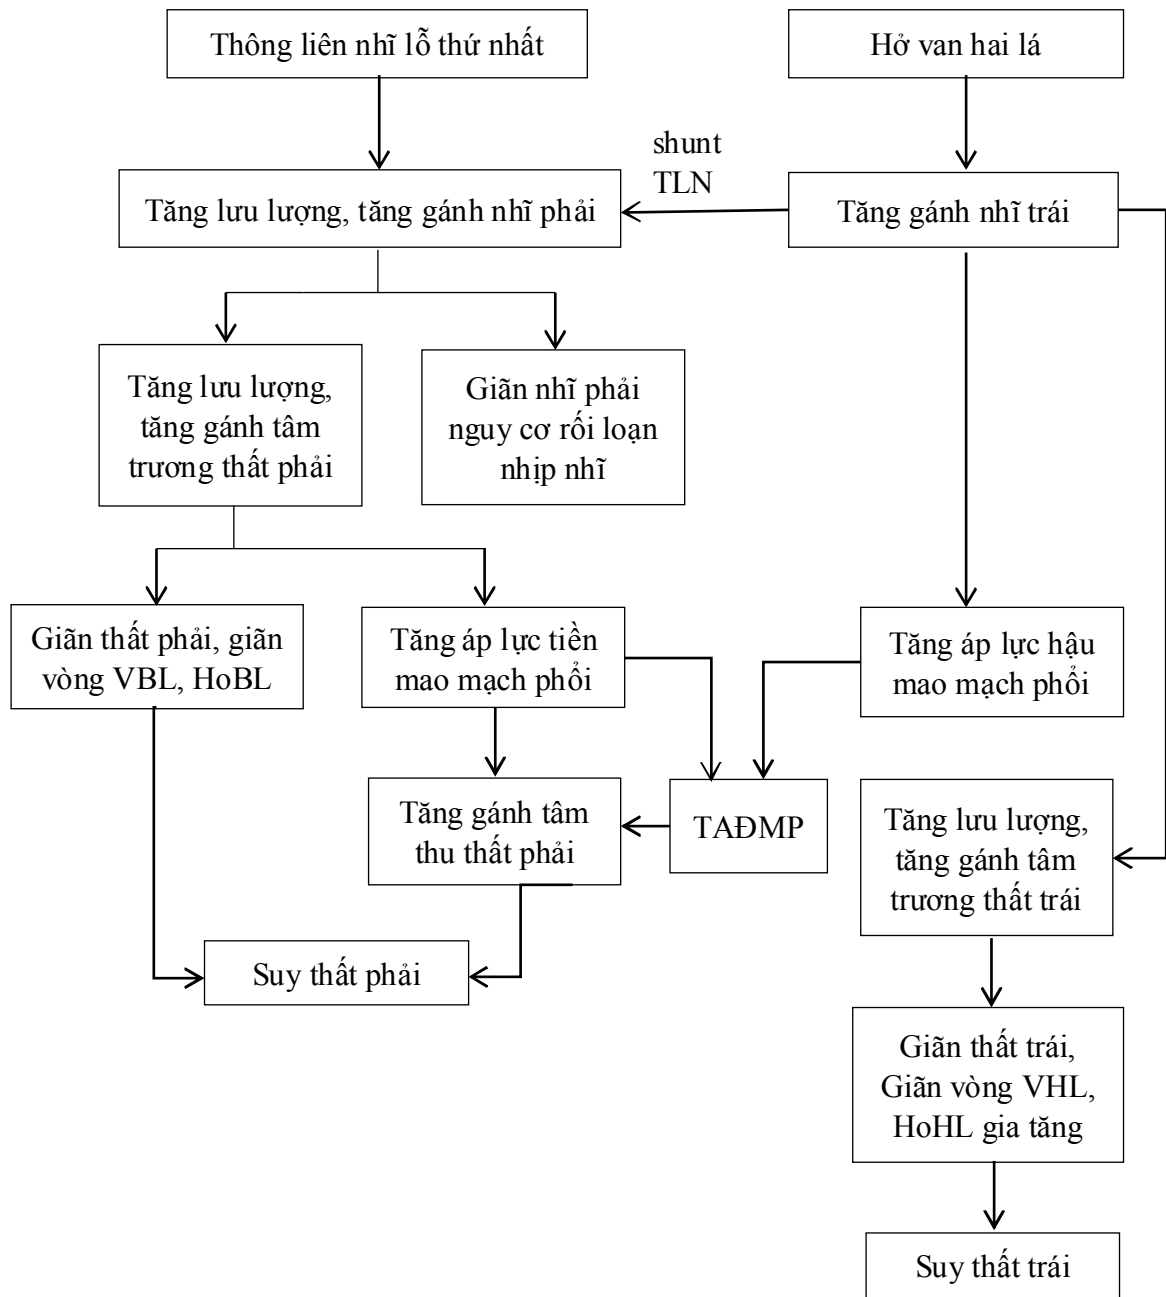 Thông liên nhĩ lỗ thứ nhất
Hở van hai lá
shunt
TLN
Tăng lưu lượng, tăng gánh nhĩ phải
Tăng gánh nhĩ trái
Tăng lưu lượng,
tăng gánh tâm
trương thất phải
Giãn nhĩ phải
nguy cơ rối loạn
nhịp nhĩ
Giãn thất phải, giãn
vòng VBL, HoBL
Tăng áp lực tiền
mao mạch phổi
Tăng áp lực hậu
mao mạch phổi
Tăng gánh tâm
thu thất phải
TAĐMP
Tăng lưu lượng,
tăng gánh tâm
trương thất trái
Suy thất phải
Giãn thất trái,
Giãn vòng VHL,
HoHL gia tăng
Suy thất trái